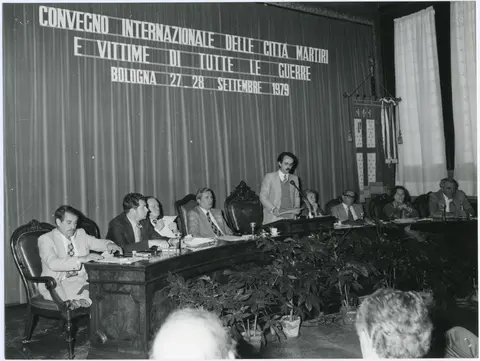 CONVEGNO INTERNAZIONALE DELLE CITTÀ MARTIRI
E VITTIME DI TUTTE LE GUERRE
BOLOGNA 27 28 SETTEMBRE 1979